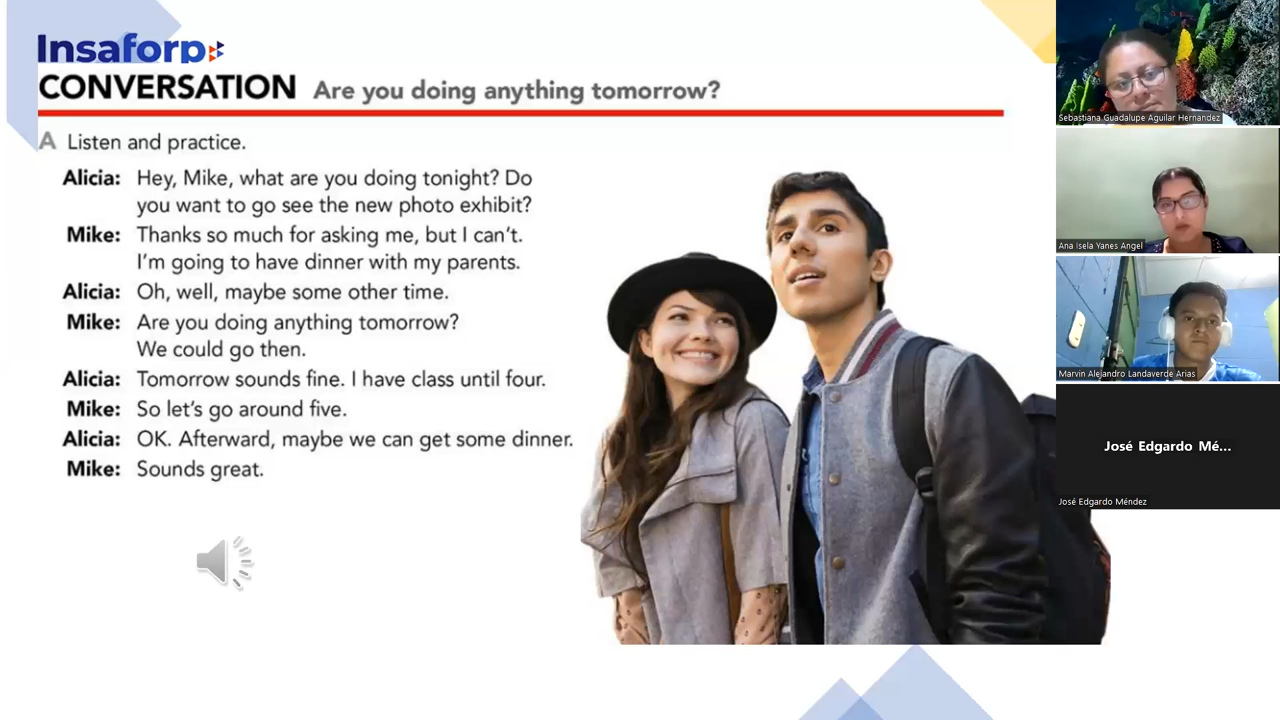 Insaforp
CONVERSATION Are you doing anything tomorrow?
A Listen and practice.
Alicia: Hey, Mike, what are you doing tonight? Do
you want to go see the new photo exhibit?
Mike: Thanks so much for asking me, but I can't.
I'm going to have dinner with my parents.
Alicia: Oh, well, maybe some other time.
Mike: Are you doing anything tomorrow?
We could go then.
Alicia: Tomorrow sounds fine. I have class until four.
Mike: So let's go around five.
Alicia: OK. Afterward, maybe we can get some dinner.
Mike: Sounds great.
Sebastiana Guadalupe Aguilar Hernandez
Ana Isela Yanes Angel
Marvin Alejandro Landaverde Arias
José Edgardo Mé...
José Edgardo Méndez